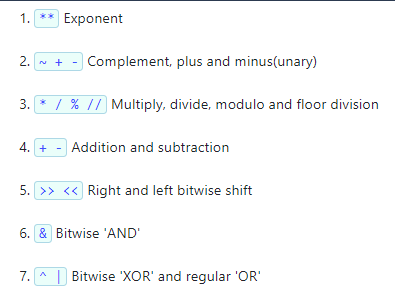 1. ** Exponent
2. ~ + - Complement, plus and minus(unary)
3. * / % // Multiply, divide, modulo and floor division
4. + - Addition and subtraction
5. >> << Right and left bitwise shift
6. & Bitwise 'AND'
7. ^ | Bitwise 'XOR' and regular 'OR'